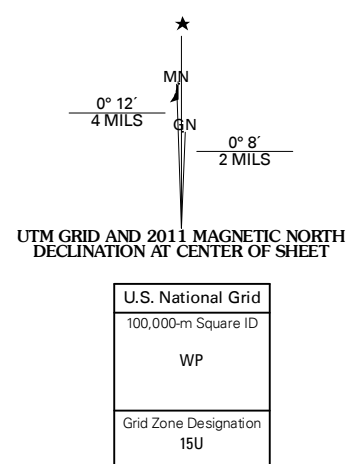 ★
MN
0° 12´
4 MILS
GN
0° 8´
2 MILS
UTM GRID AND 2011 MAGNETIC NORTH
DECLINATION AT CENTER OF SHEET
U.S. National Grid
100,000-m Square ID
WP
Grid Zone Designation
15U